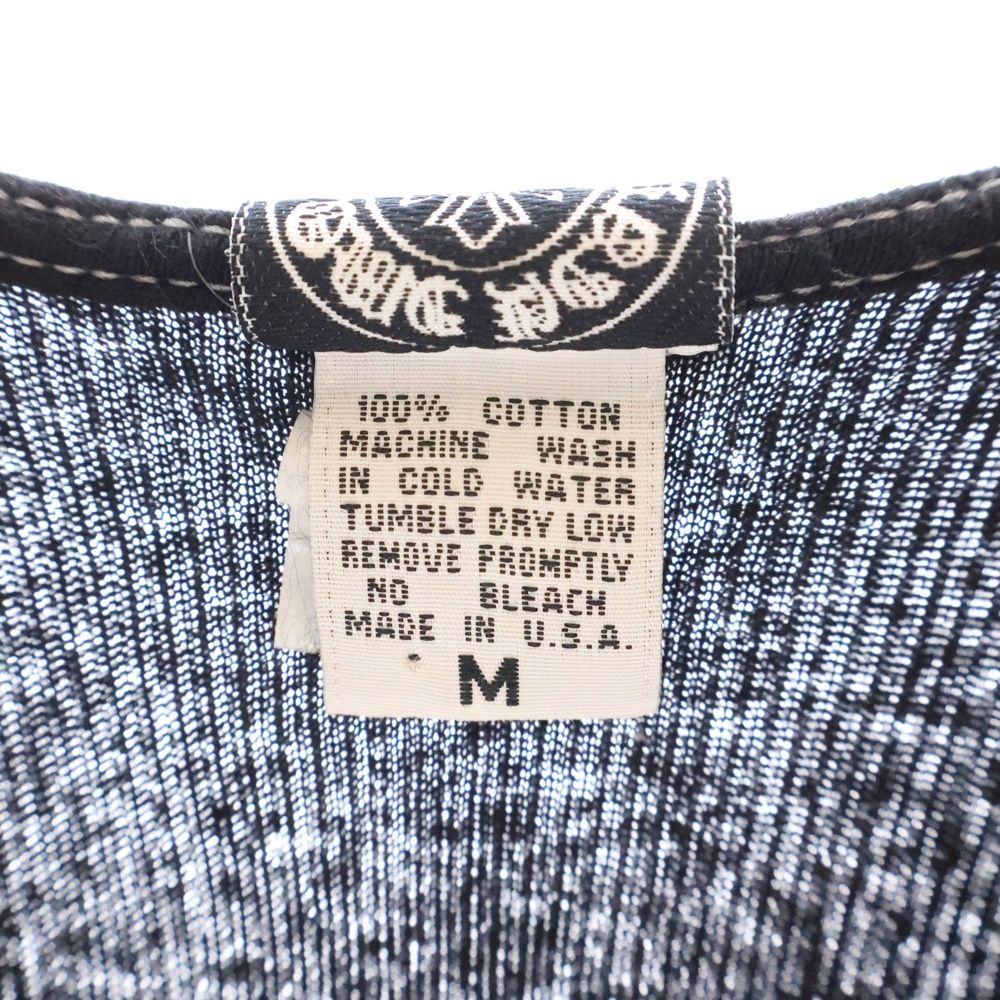 100% COTTON
MACHINE WASH
IN COLD WATER
TUMBLE DRY LOW
REMOVE PROMPTLY
NO BLEACH
MADE IN U.S.A.
M